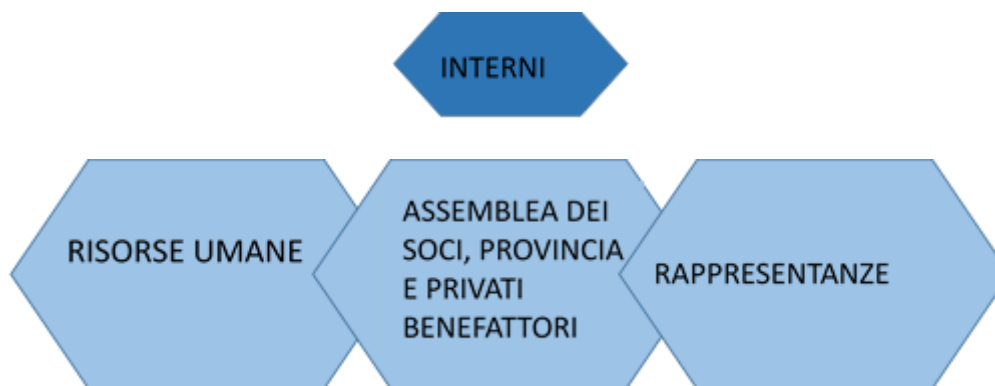 INTERNI
RISORSE UMANE
ASSEMBLEA DEI
SOCI, PROVINCIA
E PRIVATI
BENEFATTORI
RAPPRESENTANZE